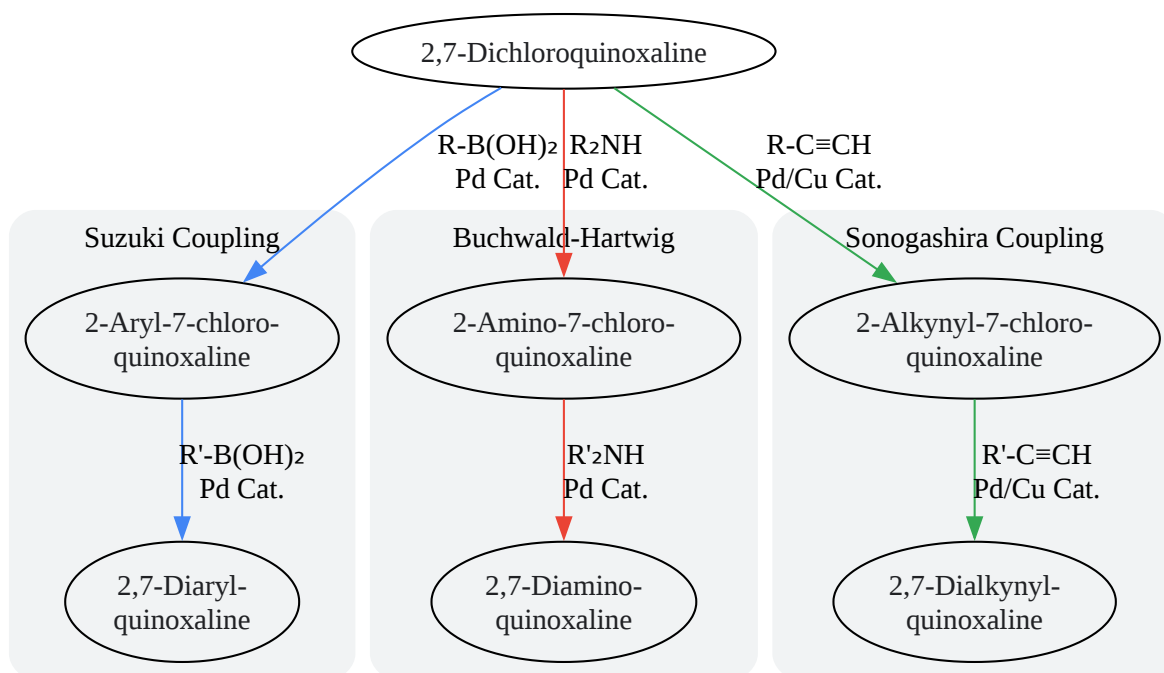 2,7-Dichloroquinoxaline
R-B(OH)₂
Pd Cat.
R₂NH
Pd Cat.
R-C≡CH
Pd/Cu Cat.
Suzuki Coupling
Buchwald-Hartwig
Sonogashira Coupling
2-Aryl-7-chloro-
quinoxaline
2-Amino-7-chloro-
quinoxaline
2-Alkynyl-7-chloro-
quinoxaline
R'-B(OH)₂
Pd Cat.
R'₂NH
Pd Cat.
R'-C≡CH
Pd/Cu Cat.
2,7-Diaryl-
quinoxaline
2,7-Diamino-
quinoxaline
2,7-Dialkynyl-
quinoxaline